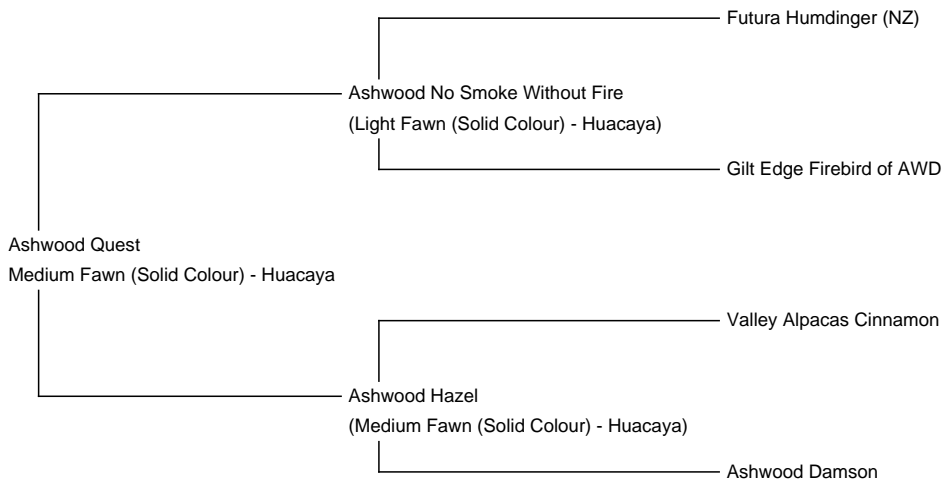 Futura Humdinger (NZ)
Ashwood No Smoke Without Fire
(Light Fawn (Solid Colour) - Huacaya)
Gilt Edge Firebird of AWD
Ashwood Quest
Medium Fawn (Solid Colour) - Huacaya
Valley Alpacas Cinnamon
Ashwood Hazel
(Medium Fawn (Solid Colour) - Huacaya)
Ashwood Damson